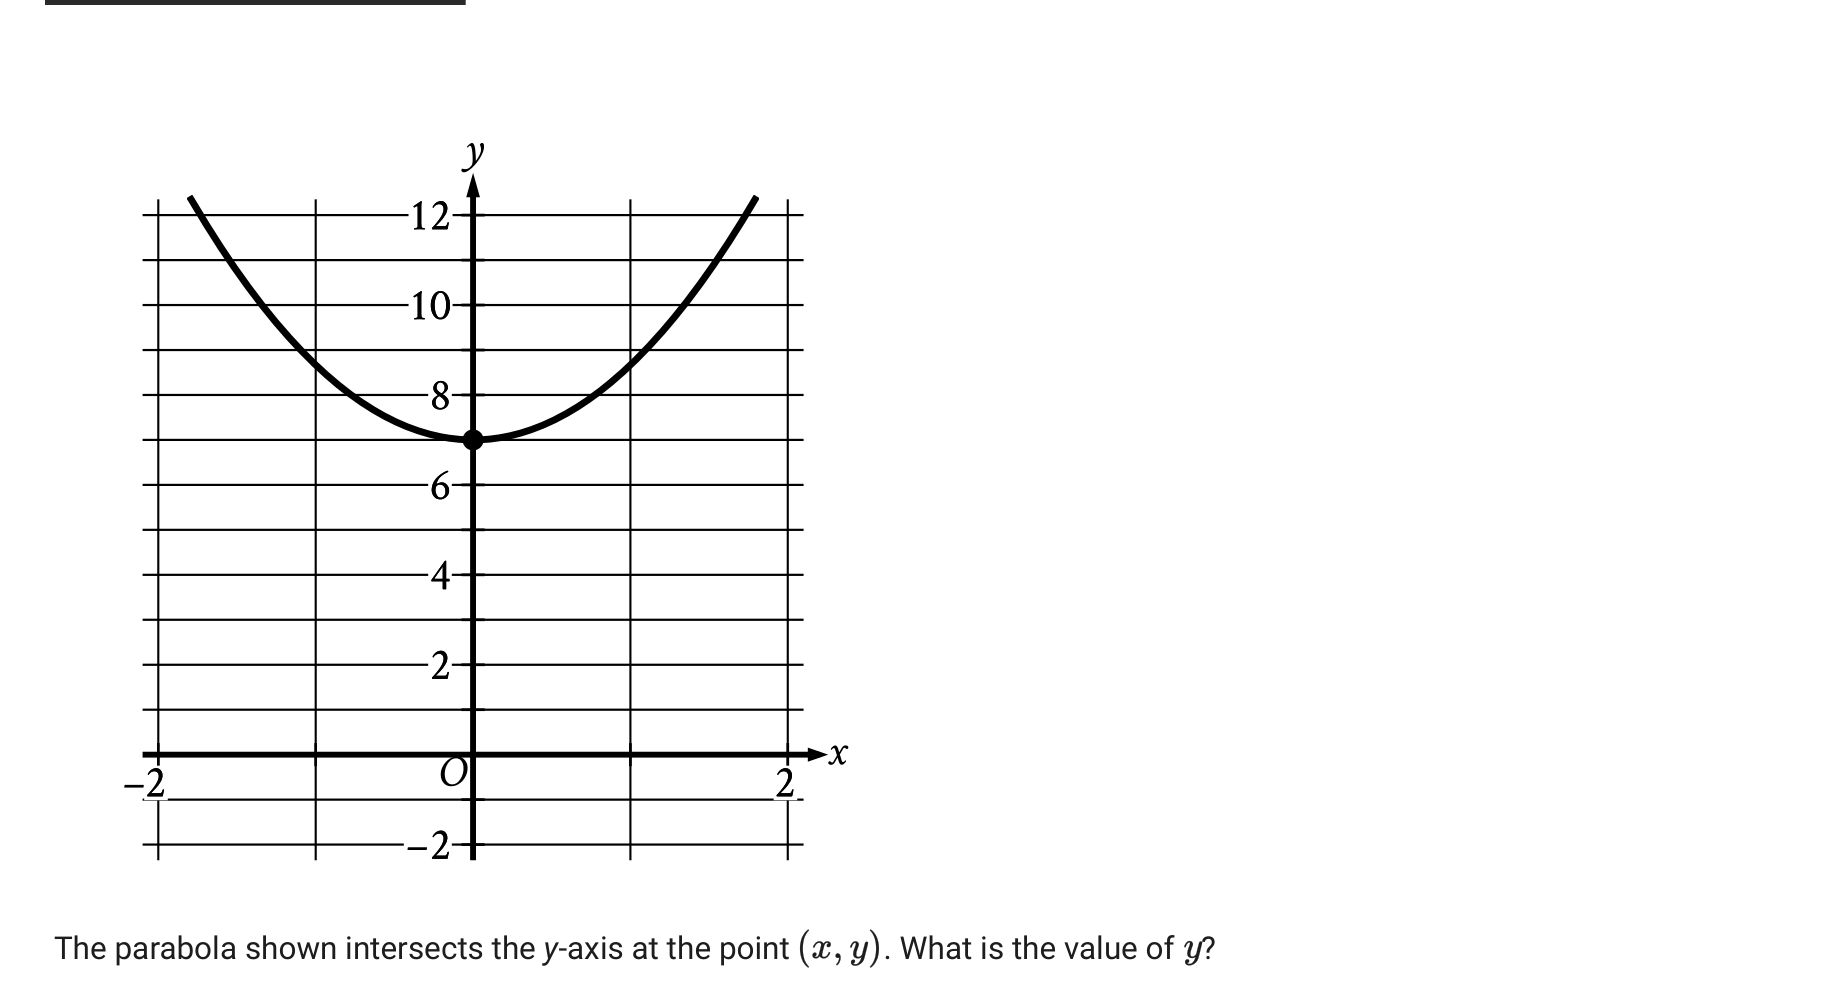 y
12
10
8
6
4
2
x
O
−2
2
−2
The parabola shown intersects the y-axis at the point (x, y). What is the value of y?